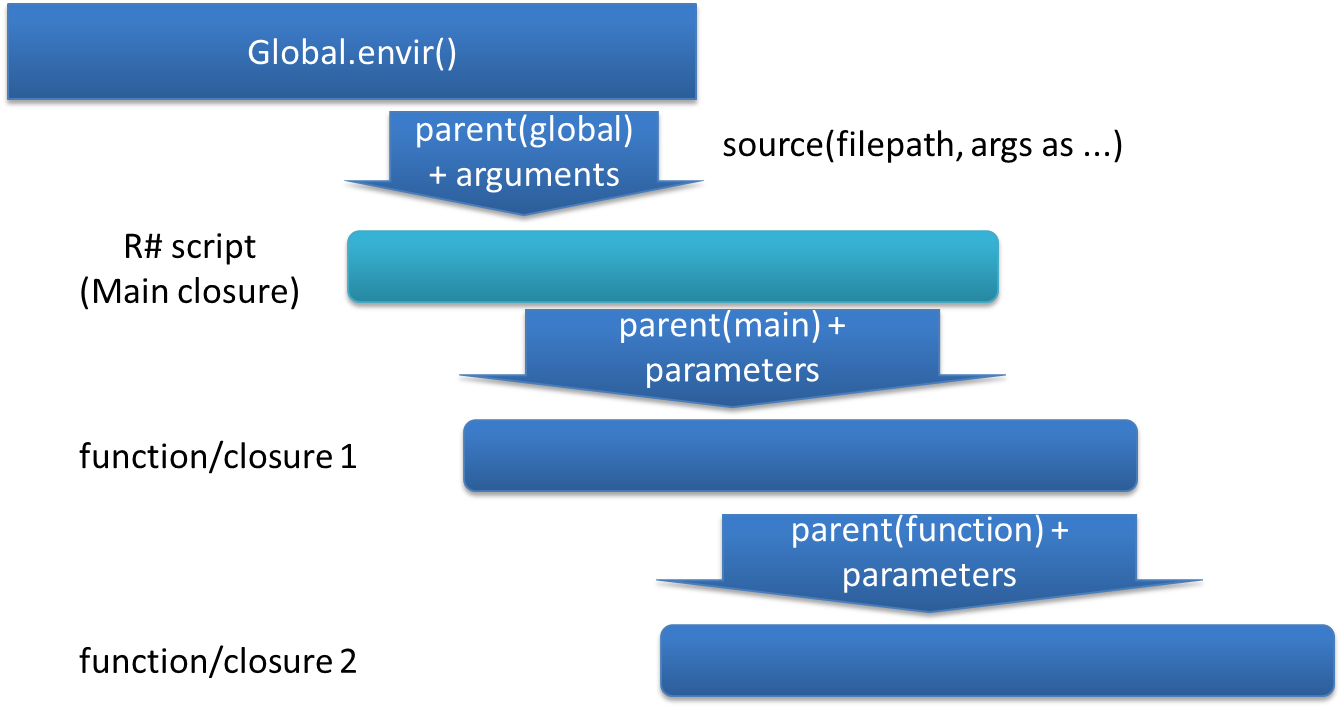 Global.envir()
parent(global)
+ arguments
source(filepath, args as ...)
R# script
(Main closure)
parent(main) +
parameters
function/closure 1
parent(function) +
parameters
function/closure 2